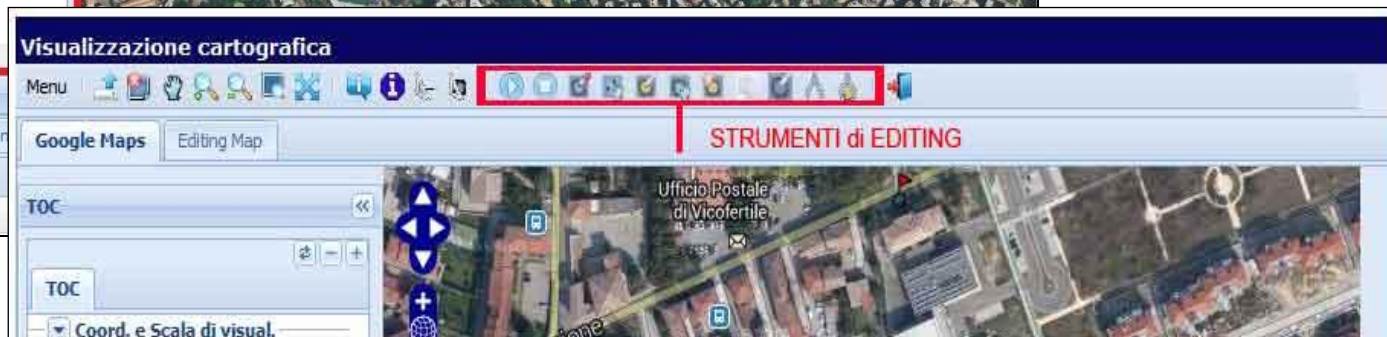 Visualizzazione cartografica
Menu
STRUMENTI di EDITING
Google Maps
Editing Map
Ufficio Postale
di Vicofertile
TOC
TOC
Coord. e Scala di visual.